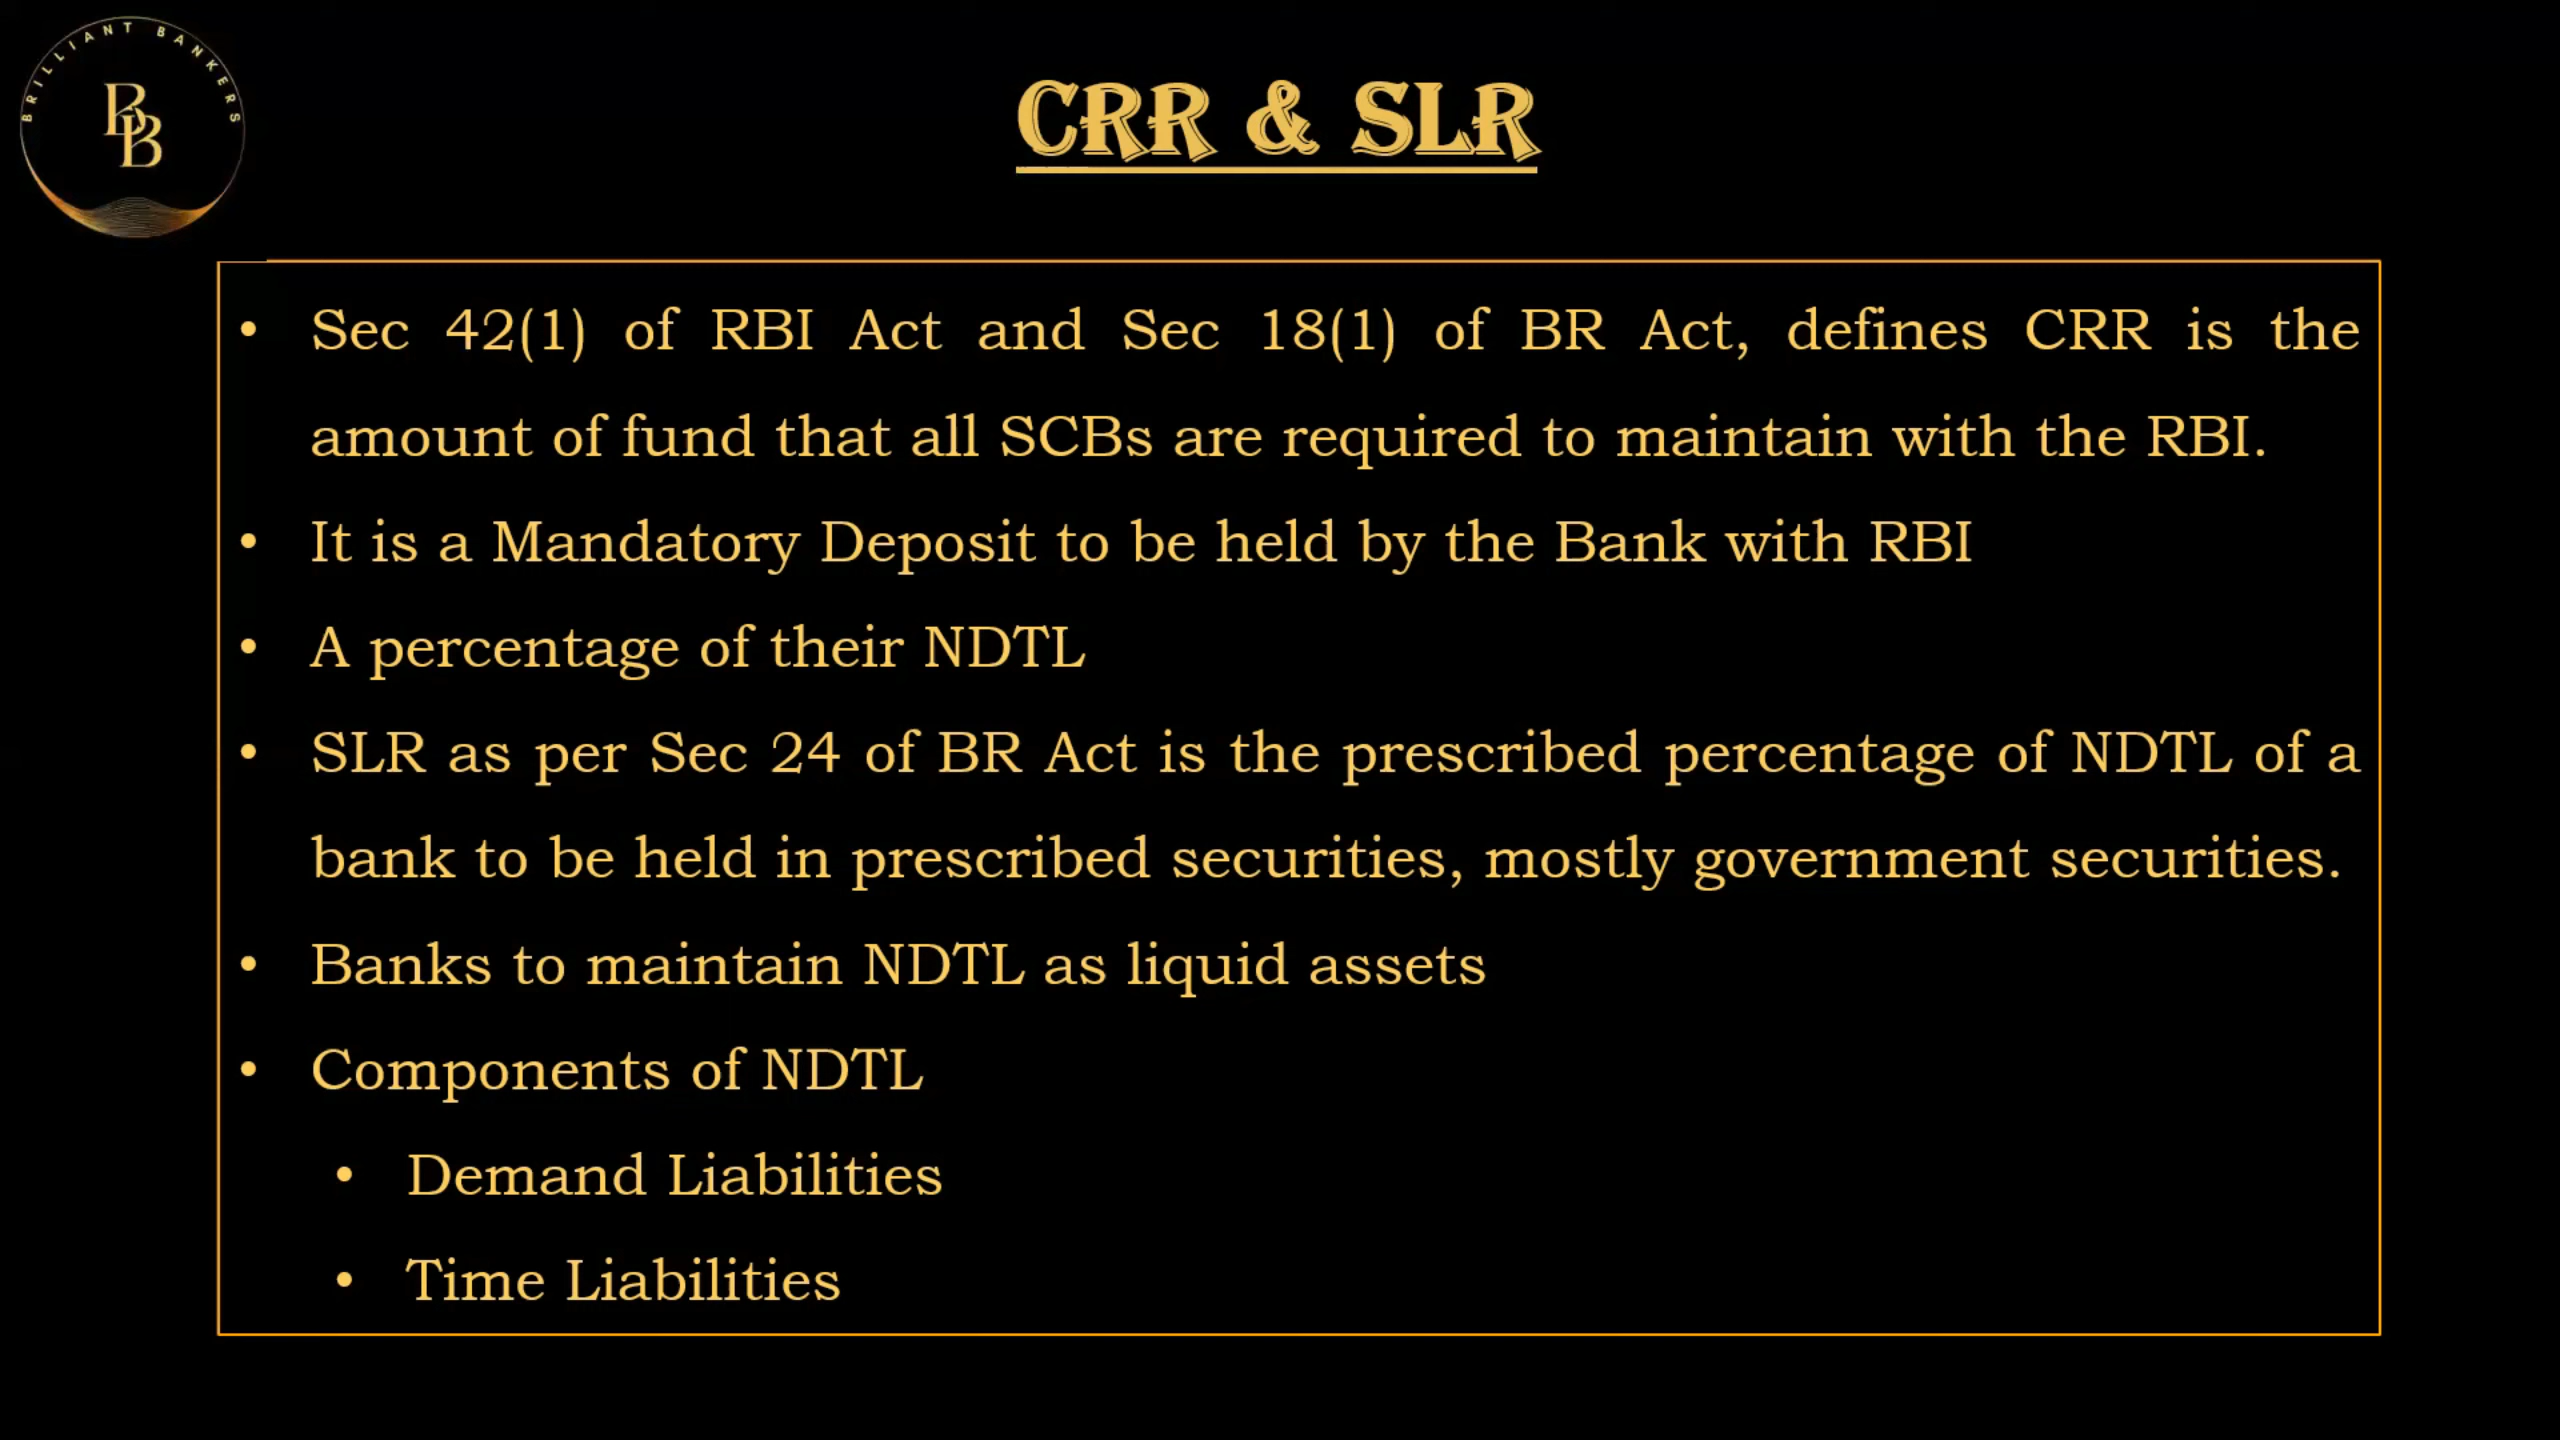 BRILLIANT BANKERS
BB
CRR & SLR
• Sec 42(1) of RBI Act and Sec 18(1) of BR Act, defines CRR is the
amount of fund that all SCBs are required to maintain with the RBI.
• It is a Mandatory Deposit to be held by the Bank with RBI
• A percentage of their NDTL
• SLR as per Sec 24 of BR Act is the prescribed percentage of NDTL of a
bank to be held in prescribed securities, mostly government securities.
• Banks to maintain NDTL as liquid assets
• Components of NDTL
• Demand Liabilities
• Time Liabilities